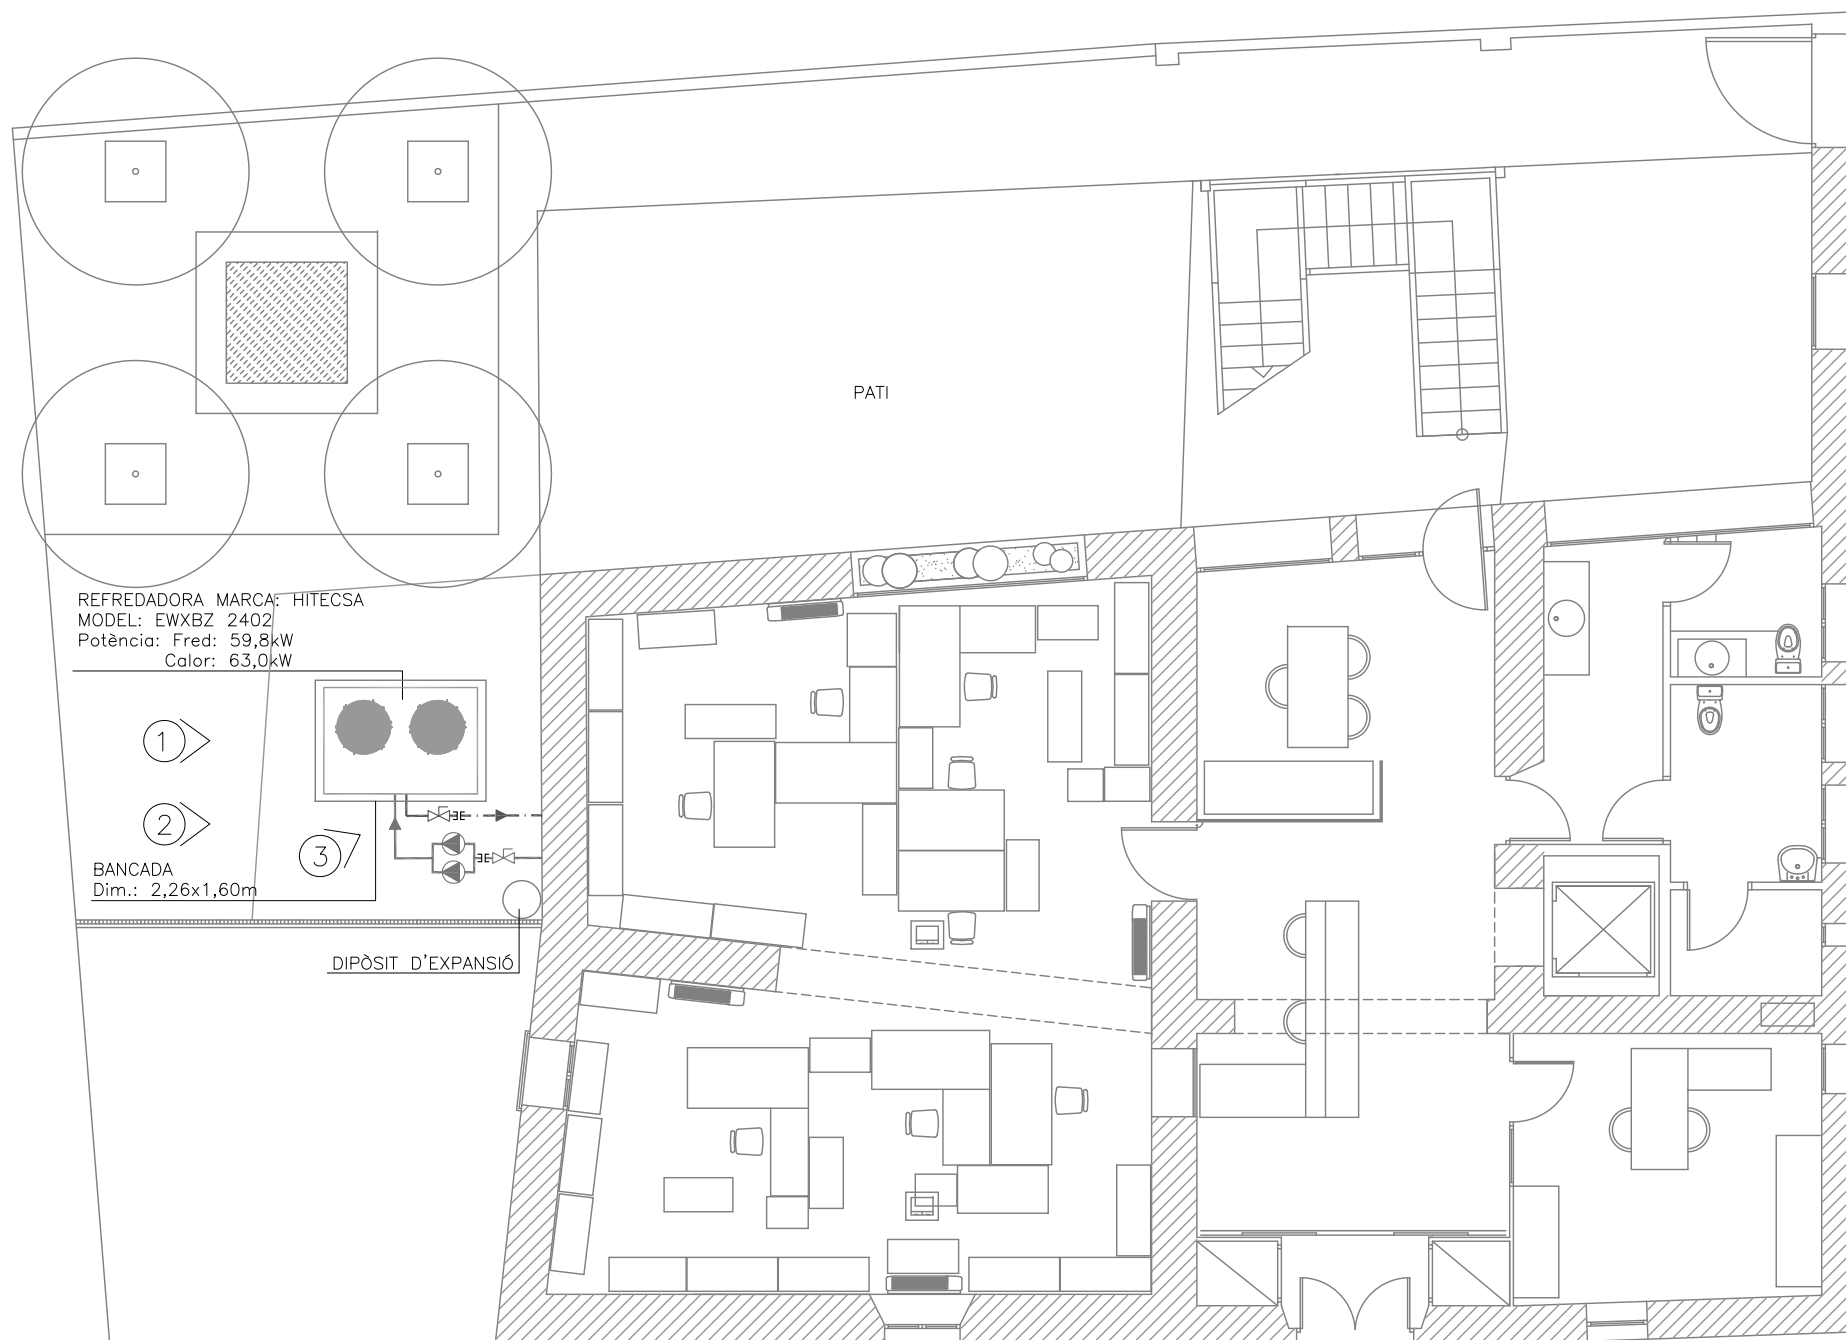 PATI
REFREDADORA MARCA: HITECSA
MODEL: EWXBZ 2402
Potència: Fred: 59,8kW
Calor: 63,0kW
1
2
3
BANCADA
Dim.: 2,26x1,60m
DIPÒSIT D'EXPANSIÓ